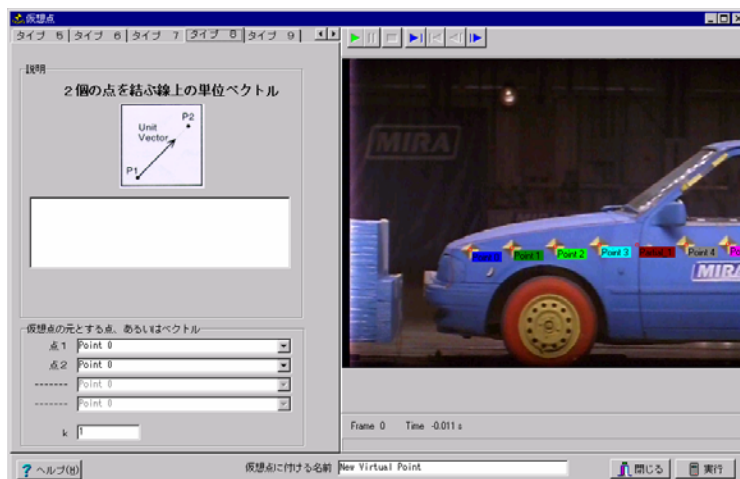 仮想点
タイプ 5 タイプ 6 タイプ 7 タイプ 8 タイプ 9
説明
2個の点を結ぶ線上の単位ベクトル
Unit
Vector
P2
P1
仮想点の元とする点、あるいはベクトル
点1 Point 0
点2 Point 0
------- Point 0
------- Point 0
k 1
MIRA
Point 0 Point 1 Point 2 Point 3 Point 4
MIRA
Frame 0 Time -0.011 s
ヘルプ(H)
仮想点に付ける名前 New Virtual Point
閉じる
実行